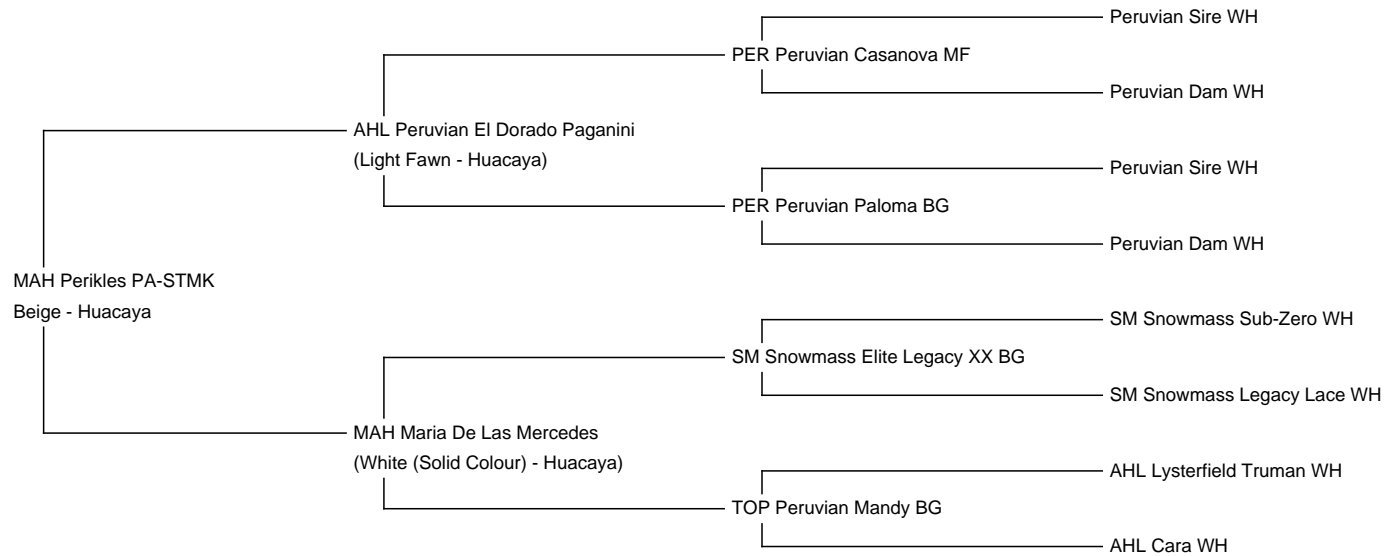 Peruvian Sire WH
PER Peruvian Casanova MF
Peruvian Dam WH
AHL Peruvian El Dorado Paganini
(Light Fawn - Huacaya)
Peruvian Sire WH
PER Peruvian Paloma BG
Peruvian Dam WH
MAH Perikles PA-STMK
Beige - Huacaya
SM Snowmass Sub-Zero WH
SM Snowmass Elite Legacy XX BG
SM Snowmass Legacy Lace WH
MAH Maria De Las Mercedes
(White (Solid Colour) - Huacaya)
AHL Lysterfield Truman WH
TOP Peruvian Mandy BG
AHL Cara WH